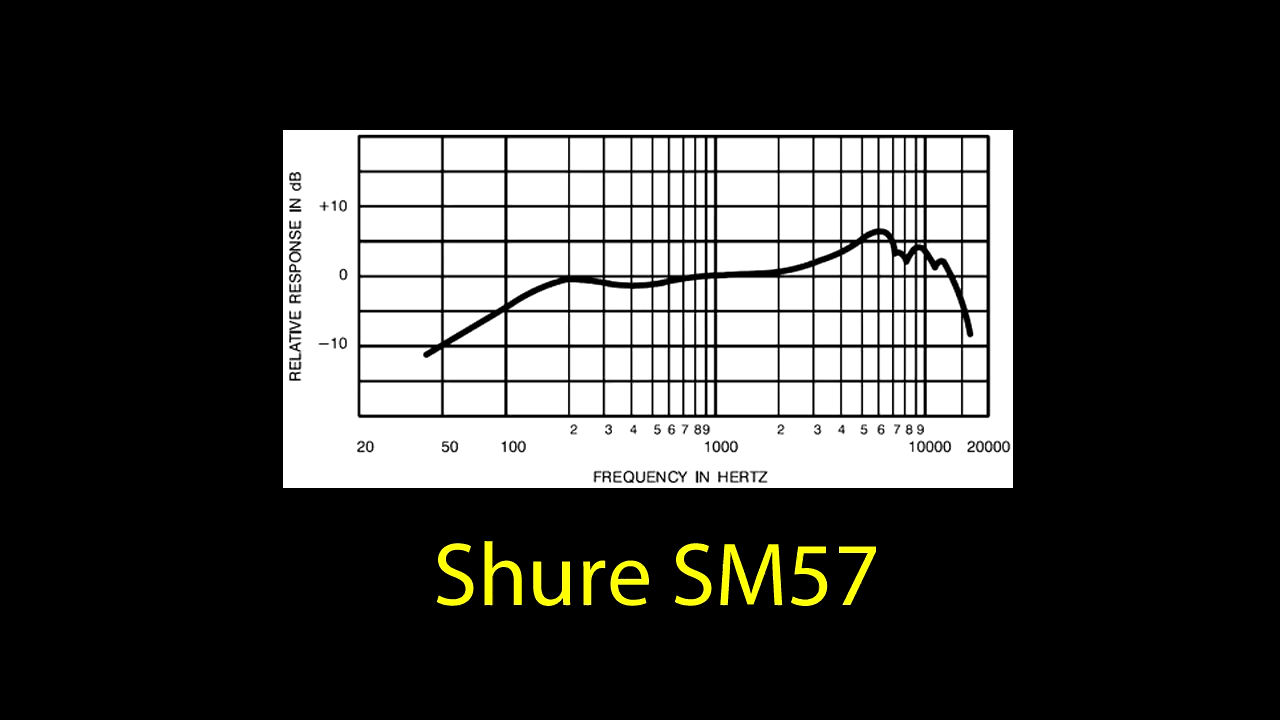 RELATIVE RESPONSE IN dB
+10
0
−10
2 3 4 5 6 7 8 9 2 3 4 5 6 7 8 9
20 50 100 1000 10000 20000
FREQUENCY IN HERTZ
Shure SM57